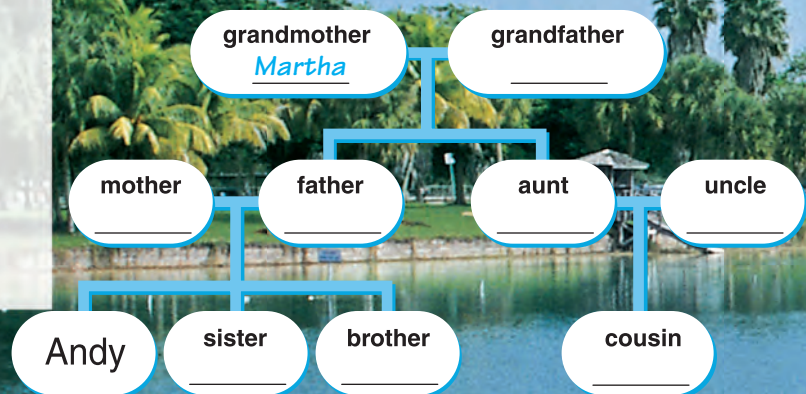 grandmother
Martha
grandfather
mother
father
aunt
uncle
Andy
sister
brother
cousin